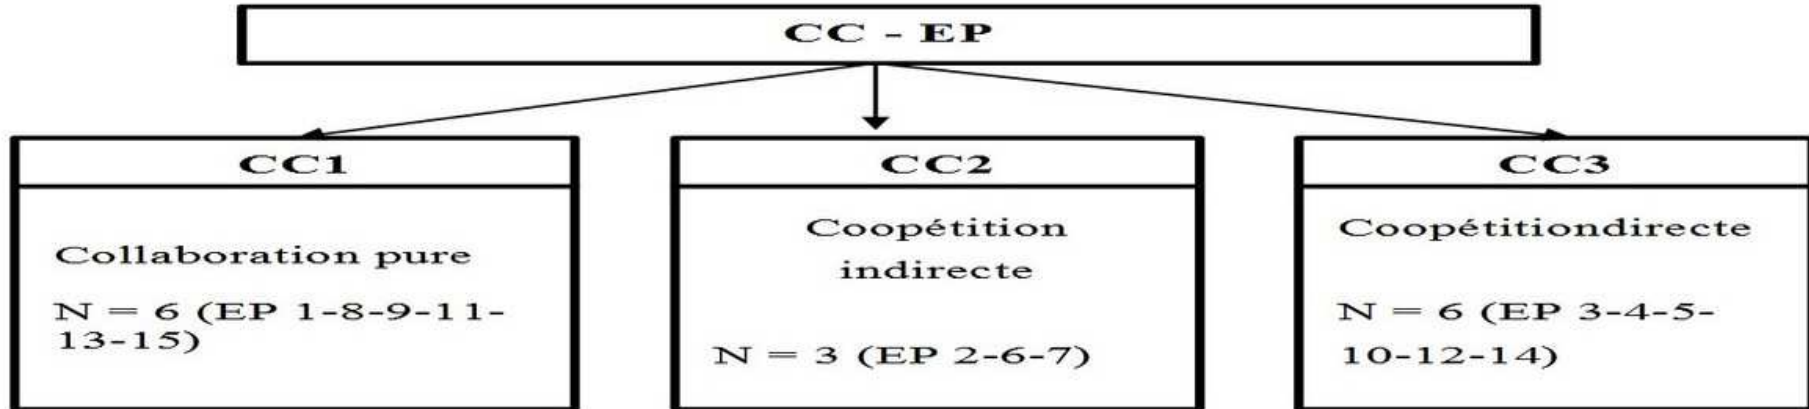 CC - EP
CC1
Collaboration pure
N = 6 (EP 1-8-9-11-
13-15)
CC2
Coopétition
indirecte
N = 3 (EP 2-6-7)
CC3
Coopétitiondirecte
N = 6 (EP 3-4-5-
10-12-14)